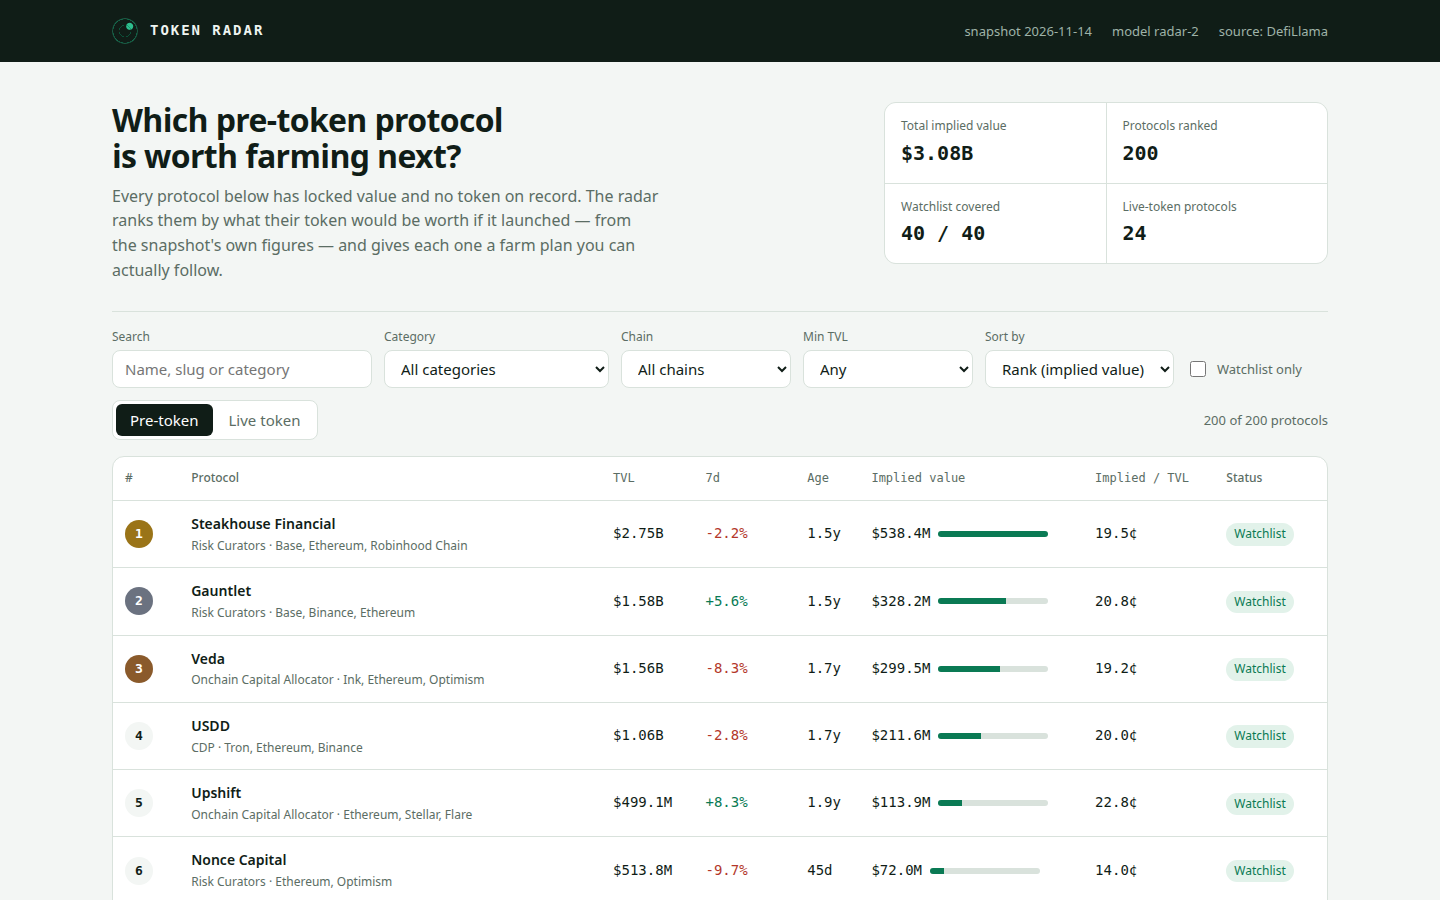 TOKEN RADAR
snapshot 2026-11-14 model radar-2 source: DefiLlama
Which pre-token protocol
is worth farming next?
Every protocol below has locked value and no token on record. The radar
ranks them by what their token would be worth if it launched — from
the snapshot's own figures — and gives each one a farm plan you can
actually follow.
Total implied value
$3.08B
Protocols ranked
200
Watchlist covered
40 / 40
Live-token protocols
24
Search Category Chain Min TVL Sort by
Name, slug or category All categories All chains Any Rank (implied value) Watchlist only
Pre-token Live token 200 of 200 protocols
# Protocol TVL 7d Age Implied value Implied / TVL Status
1 Steakhouse Financial $2.75B -2.2% 1.5y $538.4M 19.5¢ Watchlist
Risk Curators · Base, Ethereum, Robinhood Chain
2 Gauntlet $1.58B +5.6% 1.5y $328.2M 20.8¢ Watchlist
Risk Curators · Base, Binance, Ethereum
3 Veda $1.56B -8.3% 1.7y $299.5M 19.2¢ Watchlist
Onchain Capital Allocator · Ink, Ethereum, Optimism
4 USDD $1.06B -2.8% 1.7y $211.6M 20.0¢ Watchlist
CDP · Tron, Ethereum, Binance
5 Upshift $499.1M +8.3% 1.9y $113.9M 22.8¢ Watchlist
Onchain Capital Allocator · Ethereum, Stellar, Flare
6 Nonce Capital $513.8M -9.7% 45d $72.0M 14.0¢ Watchlist
Risk Curators · Ethereum, Optimism